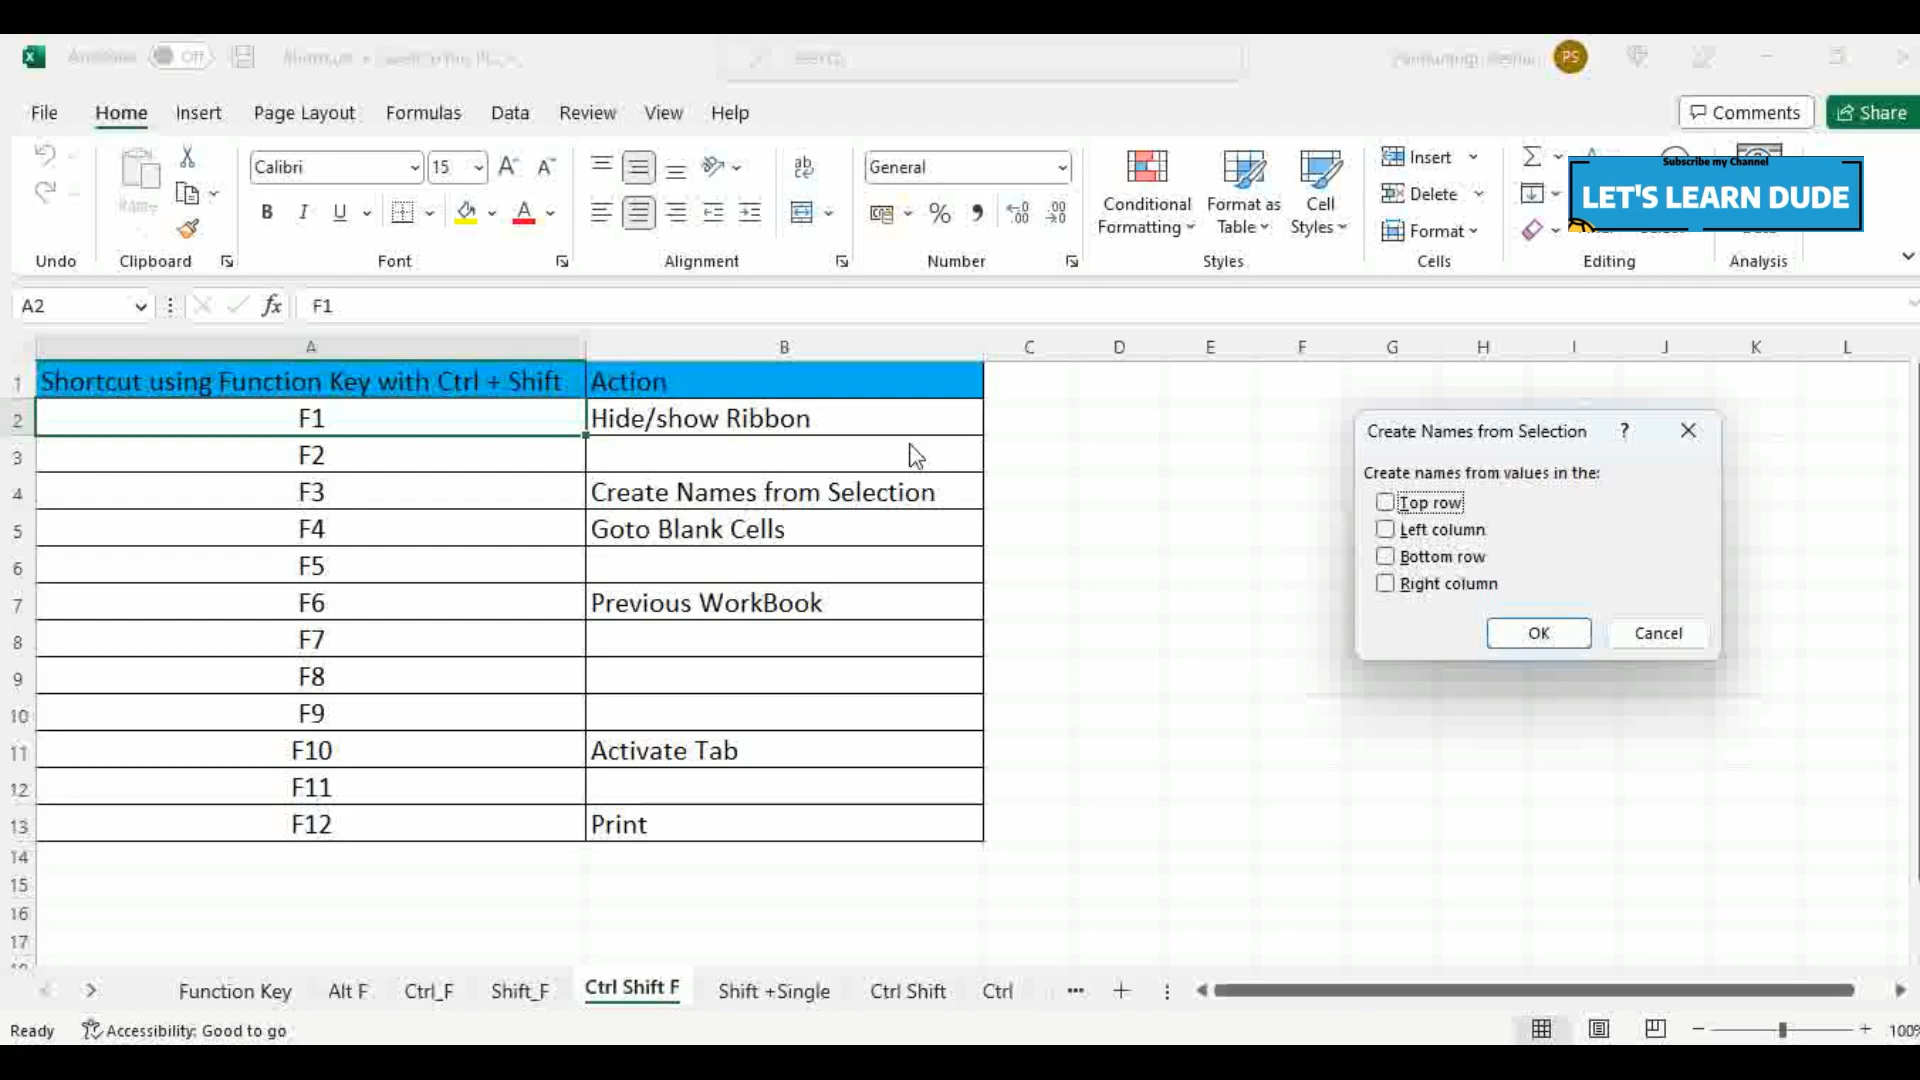 Off
PS
File Home Insert Page Layout Formulas Data Review View Help
Comments Share
Calibri 15
General
Conditional Formatting
Format as Table
Cell Styles
Insert
Delete
Format
Subscribe my Channel
LET'S LEARN DUDE
Undo Clipboard Font Alignment Number Styles Cells Editing Analysis
A2 fx F1
A B C D E F G H I J K L
1 Shortcut using Function Key with Ctrl + Shift Action
2 F1 Hide/show Ribbon
3 F2
4 F3 Create Names from Selection
5 F4 Goto Blank Cells
6 F5
7 F6 Previous WorkBook
8 F7
9 F8
10 F9
11 F10 Activate Tab
12 F11
13 F12 Print
14
15
16
17
Create Names from Selection ?
Create names from values in the:
Top row
Left column
Bottom row
Right column
OK Cancel
Function Key Alt F Ctrl_F Shift_F Ctrl Shift F Shift +Single Ctrl Shift Ctrl
Ready Accessibility: Good to go
100%